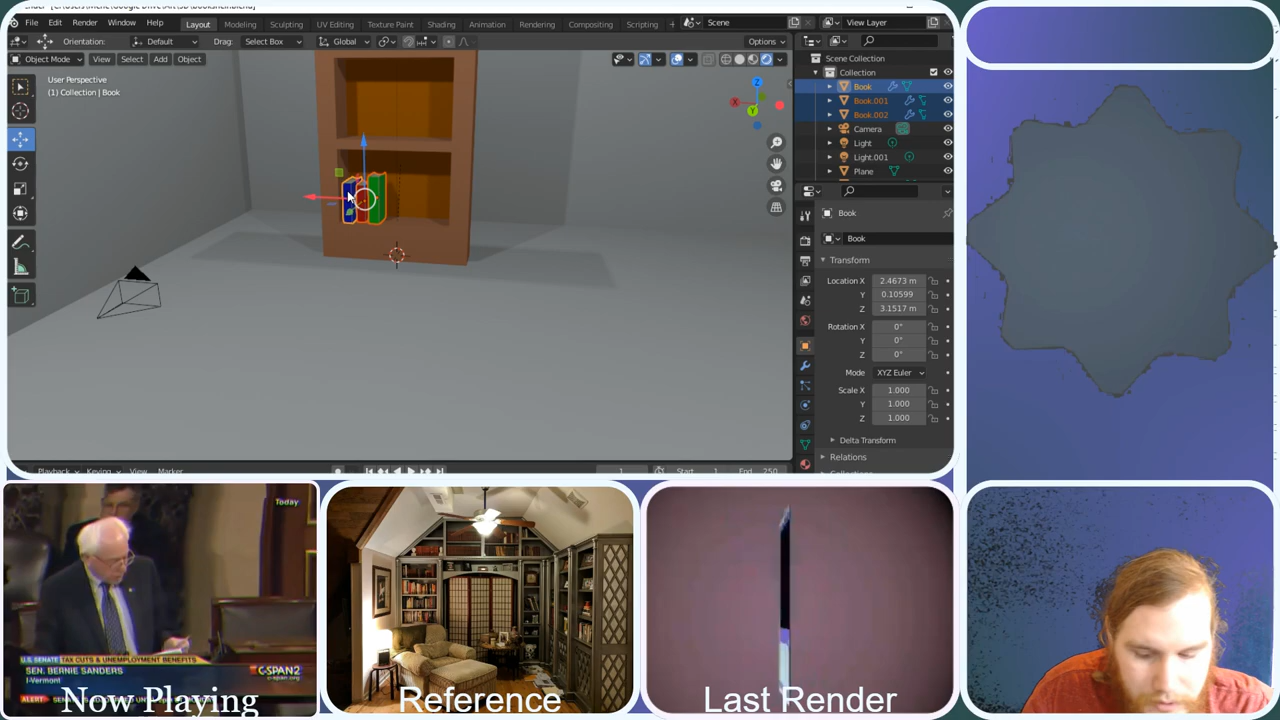 File Edit Render Window Help Layout Modeling Sculpting UV Editing Texture Paint Shading Animation Rendering Compositing Scripting + Scene View Layer
Orientation: Default Drag: Select Box Global Options
Object Mode View Select Add Object
User Perspective
(1) Collection | Book
X
Y
Z
Scene Collection
Collection
Book
Book.001
Book.002
Camera
Light
Light.001
Plane
Book
Book
Transform
Location X 2.4673 m
Y 0.10599
Z 3.1517 m
Rotation X 0°
Y 0°
Z 0°
Mode XYZ Euler
Scale X 1.000
Y 1.000
Z 1.000
Delta Transform
Relations
Playback Keying View Marker 1 Start 1 End 250
Today
U.S. SENATE TAX CUTS & UNEMPLOYMENT BENEFITS
SEN. BERNIE SANDERS
I-Vermont
C-SPAN2
c-span.org
ALERT
Now Playing
Reference
Last Render